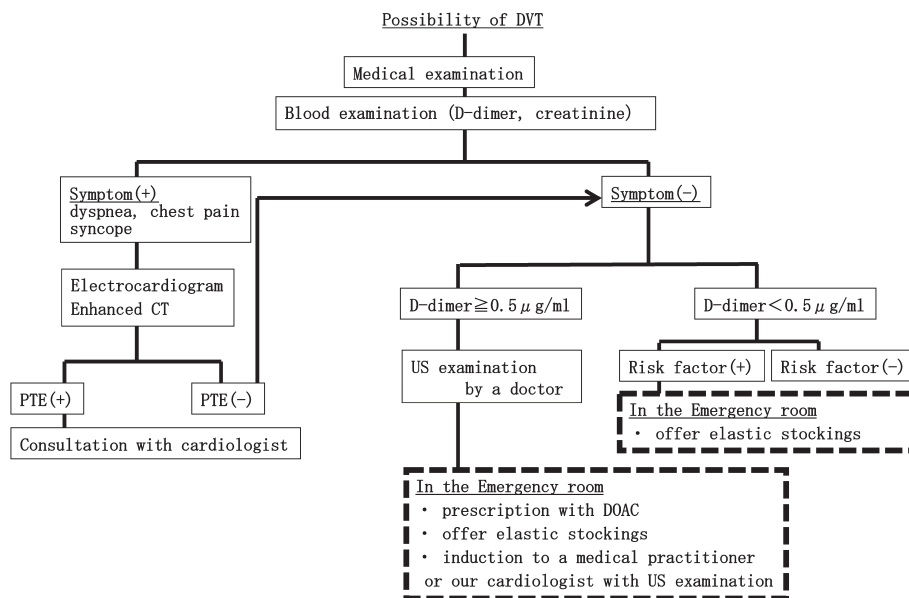 Possibility of DVT
Medical examination
Blood examination (D-dimer, creatinine)
Symptom(+)
dyspnea, chest pain
syncope
Symptom(-)
Electrocardiogram
Enhanced CT
D-dimer≧0.5μg/ml
D-dimer<0.5μg/ml
US examination
by a doctor
Risk factor(+)
Risk factor(-)
PTE(+)
PTE(-)
In the Emergency room
・ offer elastic stockings
Consultation with cardiologist
In the Emergency room
・ prescription with DOAC
・ offer elastic stockings
・ induction to a medical practitioner
or our cardiologist with US examination